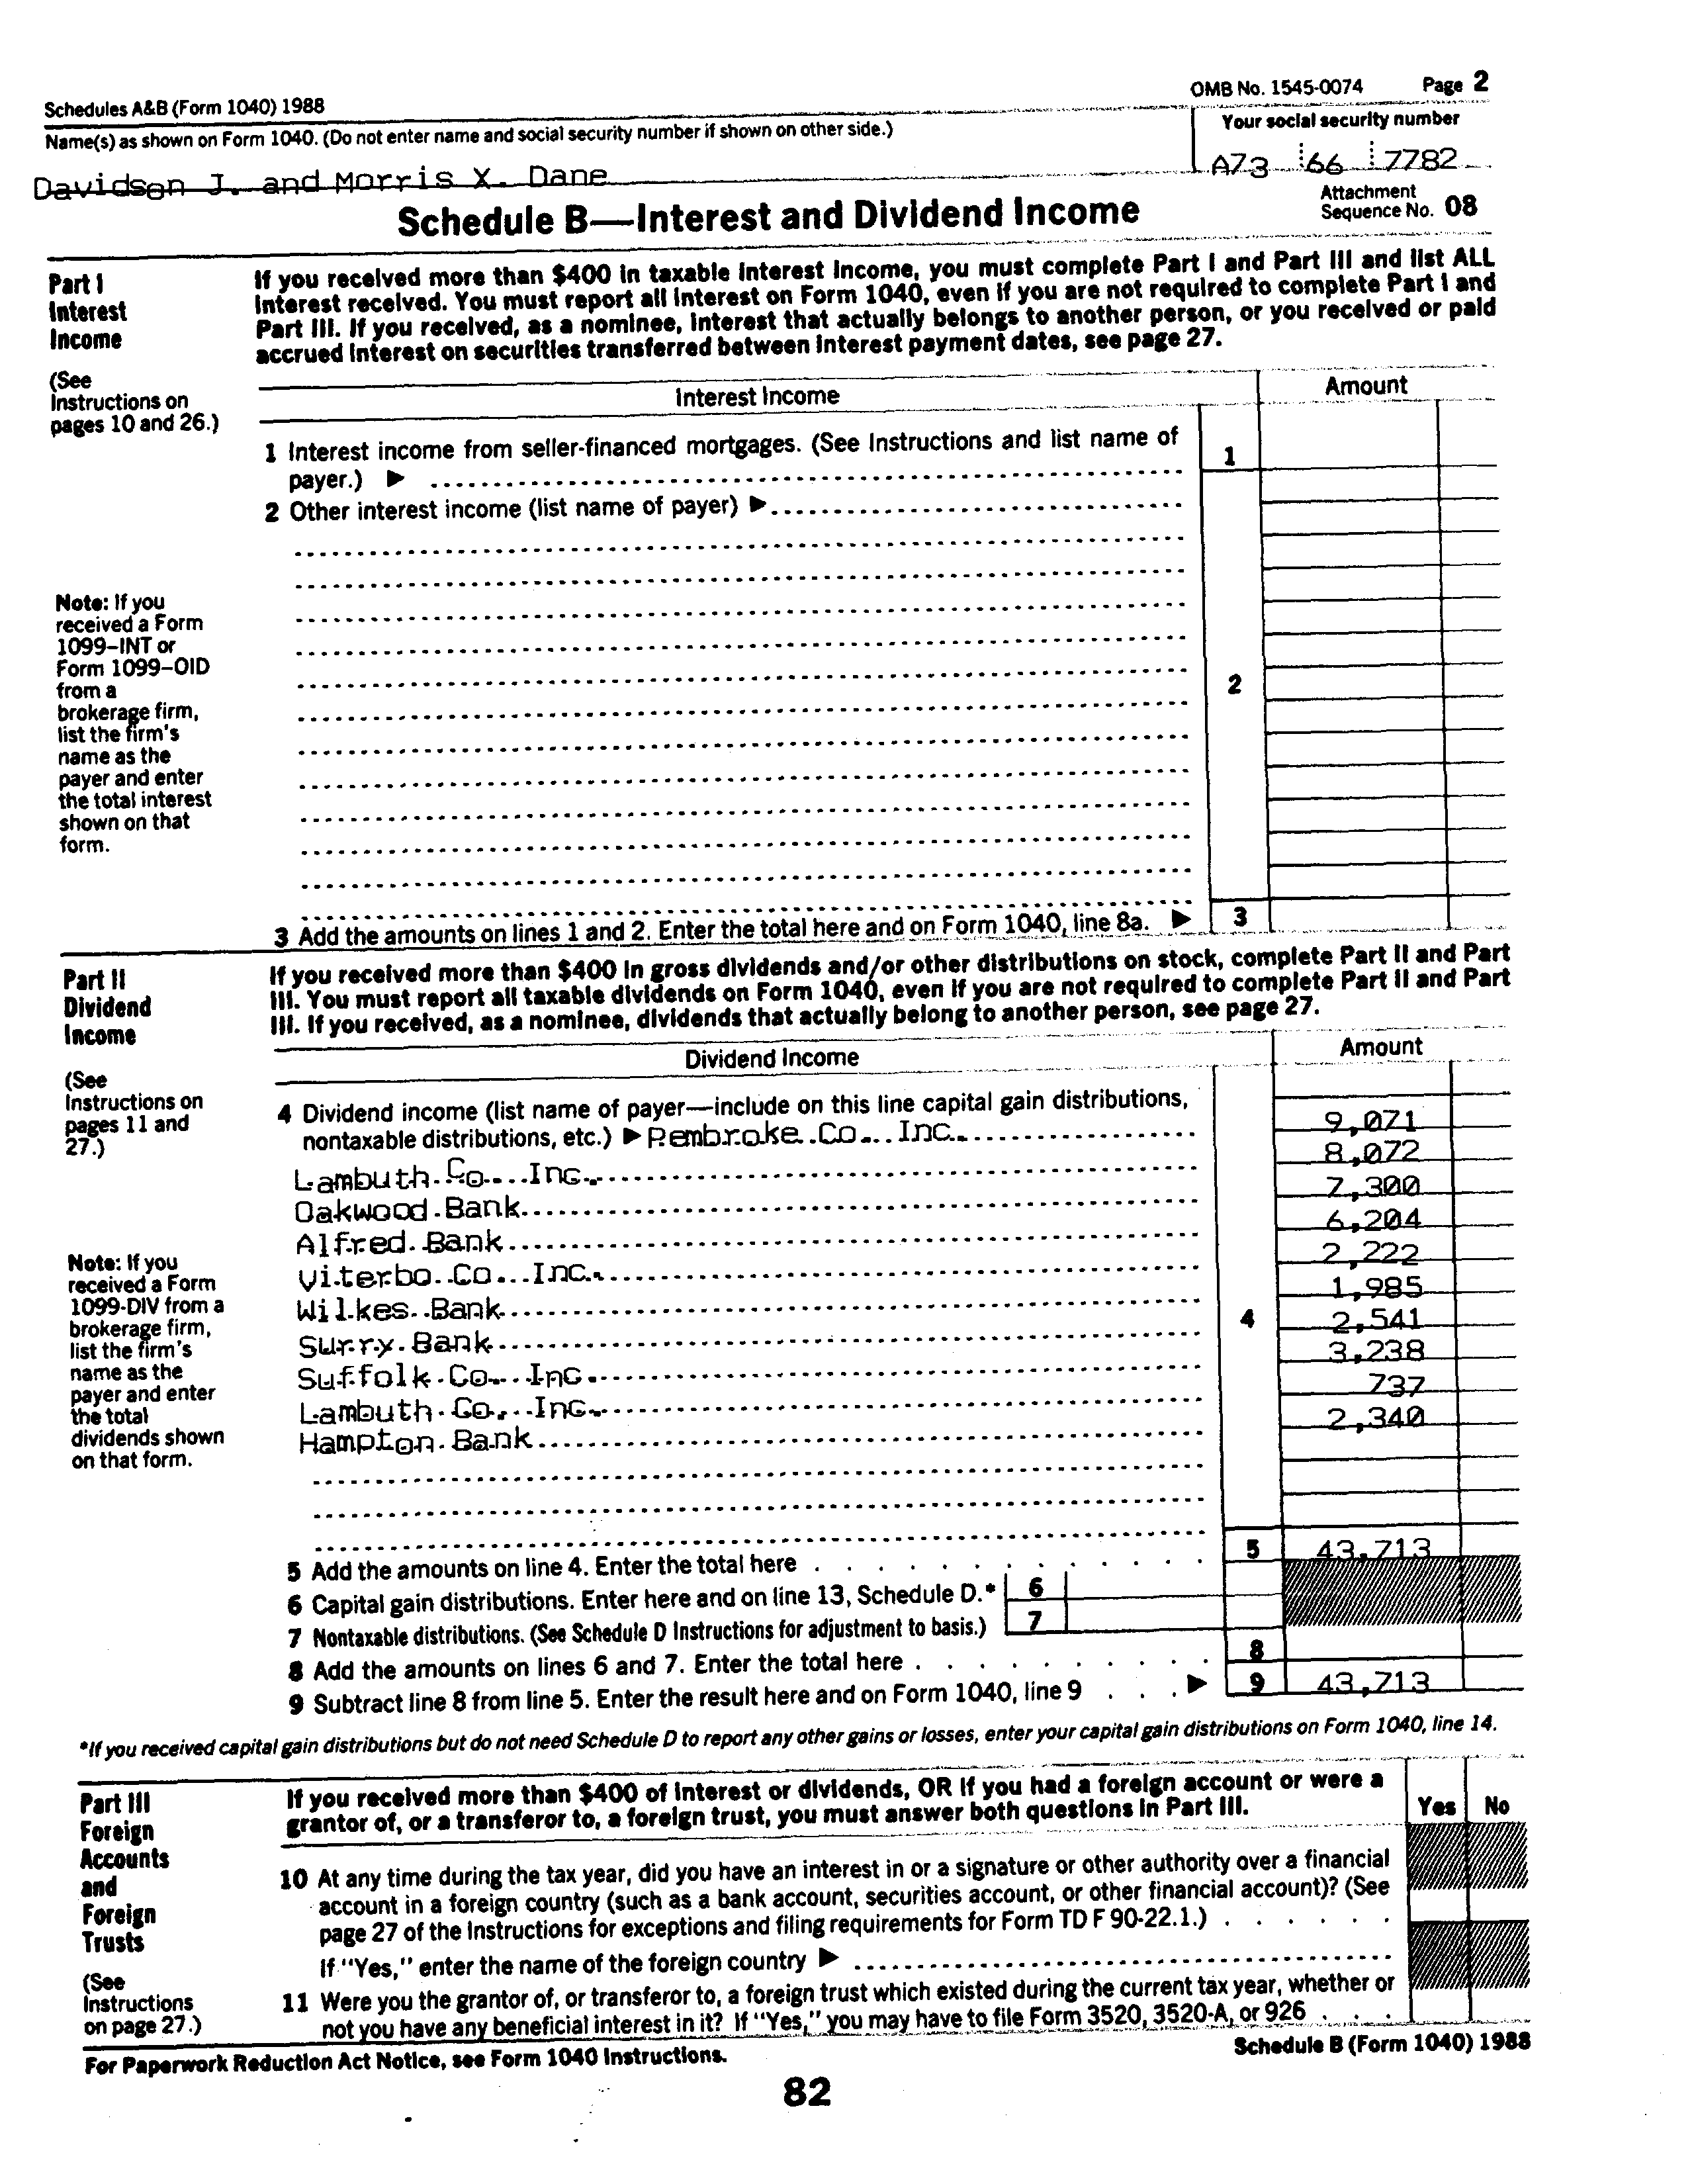 Schedules A&B (Form 1040) 1988
OMB No. 1545-0074 Page 2
Name(s) as shown on Form 1040. (Do not enter name and social security number if shown on other side.)
Your social security number
Davidson J. and Morris X. Dane
A73 66 7782
Schedule B—Interest and Dividend Income
Attachment
Sequence No. 08
Part I
Interest
Income
(See
Instructions on
pages 10 and 26.)
If you received more than $400 in taxable interest income, you must complete Part I and Part III and list ALL
interest received. You must report all interest on Form 1040, even if you are not required to complete Part I and
Part III. If you received, as a nominee, interest that actually belongs to another person, or you received or paid
accrued interest on securities transferred between interest payment dates, see page 27.
Interest Income
Amount
1 Interest income from seller-financed mortgages. (See Instructions and list name of
payer.) ▶
1
2 Other interest income (list name of payer) ▶
Note: If you
received a Form
1099–INT or
Form 1099–OID
from a
brokerage firm,
list the firm's
name as the
payer and enter
the total interest
shown on that
form.
2
3 Add the amounts on lines 1 and 2. Enter the total here and on Form 1040, line 8a. ▶ 3
Part II
Dividend
Income
(See
Instructions on
pages 11 and
27.)
If you received more than $400 in gross dividends and/or other distributions on stock, complete Part II and Part
III. You must report all taxable dividends on Form 1040, even if you are not required to complete Part II and Part
III. If you received, as a nominee, dividends that actually belong to another person, see page 27.
Dividend Income
Amount
4 Dividend income (list name of payer—include on this line capital gain distributions,
nontaxable distributions, etc.) ▶ Pembroke Co., Inc. 9,071
Lambuth Co., Inc. 8,072
Oakwood Bank 7,300
Alfred Bank 6,204
Viterbo Co., Inc. 2,222
Wilkes Bank 1,985
Surry Bank 2,541
Suffolk Co., Inc. 3,238
Lambuth Co., Inc. 737
Hampton Bank 2,340
4
Note: If you
received a Form
1099-DIV from a
brokerage firm,
list the firm's
name as the
payer and enter
the total
dividends shown
on that form.
5 Add the amounts on line 4. Enter the total here . . . . . . . . . . . . . 5 43,713
6 Capital gain distributions. Enter here and on line 13, Schedule D.* 6
7 Nontaxable distributions. (See Schedule D Instructions for adjustment to basis.) 7
8 Add the amounts on lines 6 and 7. Enter the total here . . . . . . . . . . 8
9 Subtract line 8 from line 5. Enter the result here and on Form 1040, line 9 . . . ▶ 9 43,713
*If you received capital gain distributions but do not need Schedule D to report any other gains or losses, enter your capital gain distributions on Form 1040, line 14.
Part III
Foreign
Accounts
and
Foreign
Trusts
(See
Instructions
on page 27.)
If you received more than $400 of interest or dividends, OR if you had a foreign account or were a
grantor of, or a transferor to, a foreign trust, you must answer both questions in Part III.
Yes No
10 At any time during the tax year, did you have an interest in or a signature or other authority over a financial
account in a foreign country (such as a bank account, securities account, or other financial account)? (See
page 27 of the Instructions for exceptions and filing requirements for Form TD F 90-22.1.) . . . . . .
If "Yes," enter the name of the foreign country ▶
11 Were you the grantor of, or transferor to, a foreign trust which existed during the current tax year, whether or
not you have any beneficial interest in it? If "Yes," you may have to file Form 3520, 3520-A, or 926 . . .
For Paperwork Reduction Act Notice, see Form 1040 Instructions.
Schedule B (Form 1040) 1988
82